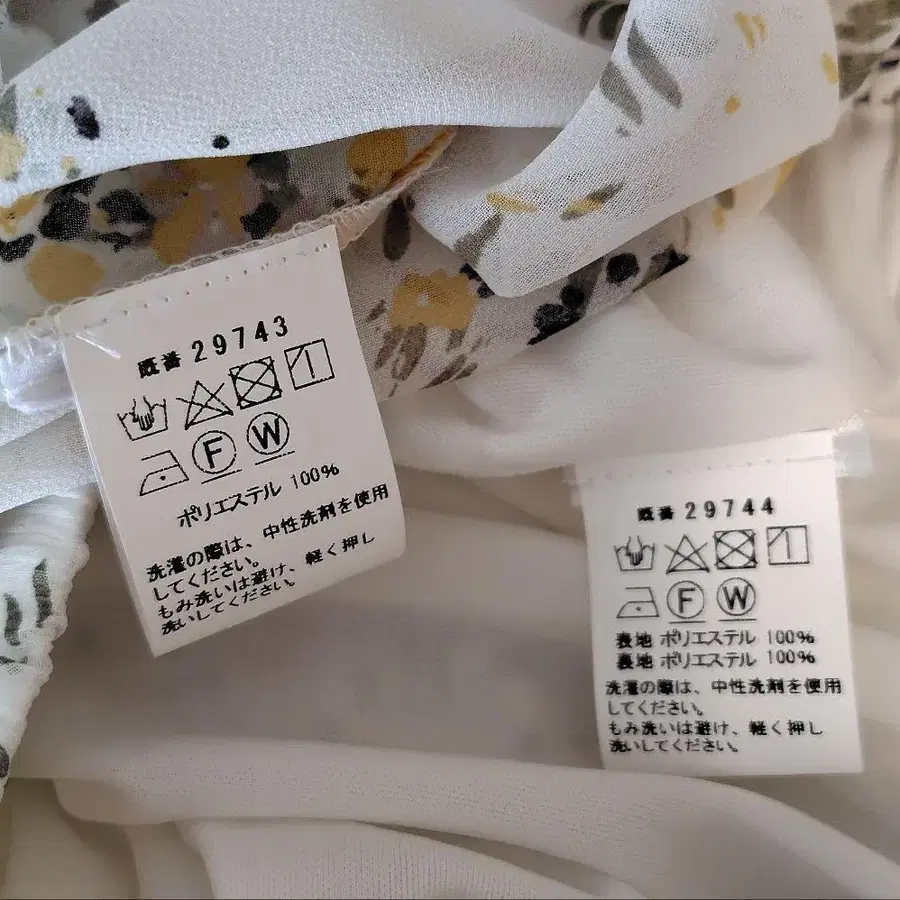 既番 29743
F W
ポリエステル 100%
洗濯の際は、中性洗剤を使用
してください。
もみ洗いは避け、軽く押し
洗いしてください。
既番 29744
F W
表地 ポリエステル 100%
裏地 ポリエステル 100%
洗濯の際は、中性洗剤を使用
してください。
もみ洗いは避け、軽く押し
洗いしてください。